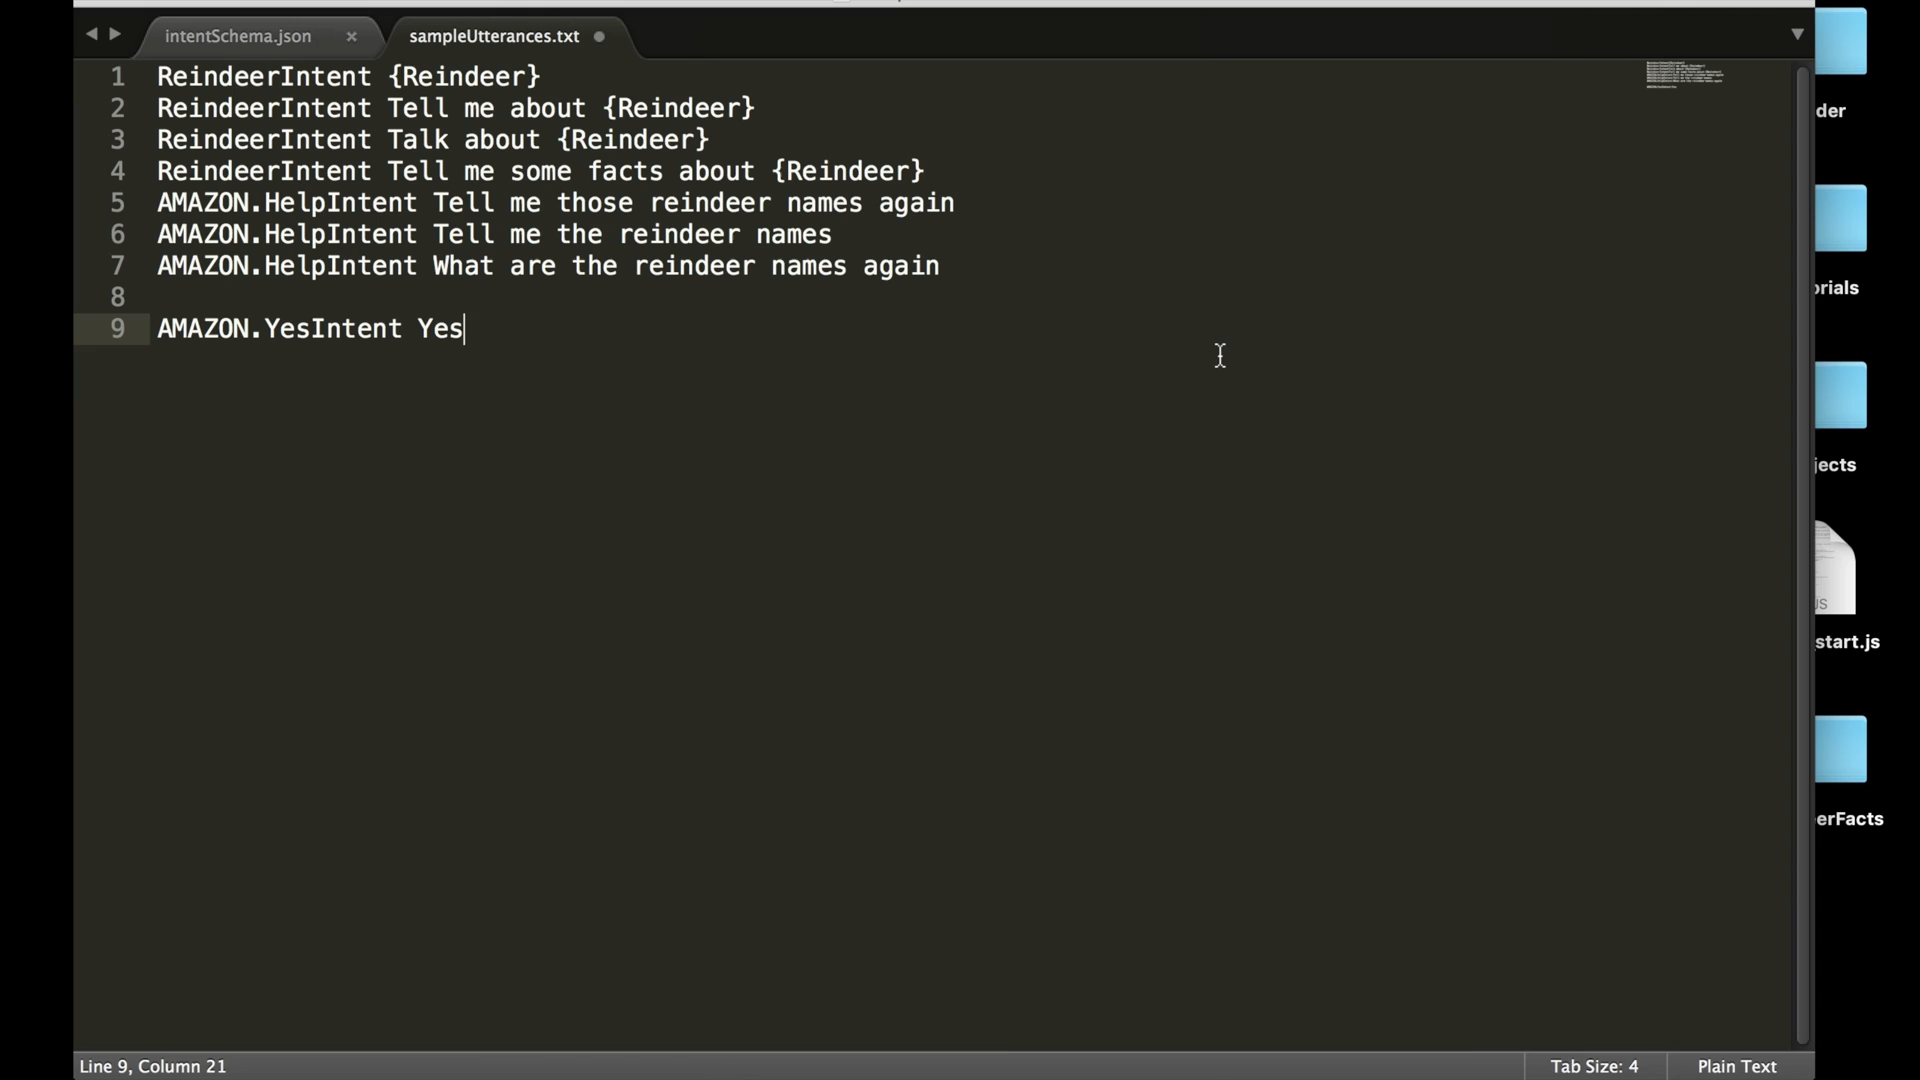 intentSchema.json × sampleUtterances.txt
1 ReindeerIntent {Reindeer}
2 ReindeerIntent Tell me about {Reindeer}
3 ReindeerIntent Talk about {Reindeer}
4 ReindeerIntent Tell me some facts about {Reindeer}
5 AMAZON.HelpIntent Tell me those reindeer names again
6 AMAZON.HelpIntent Tell me the reindeer names
7 AMAZON.HelpIntent What are the reindeer names again
8
9 AMAZON.YesIntent Yes
der
orials
jects
JS
start.js
erFacts
Line 9, Column 21
Tab Size: 4
Plain Text